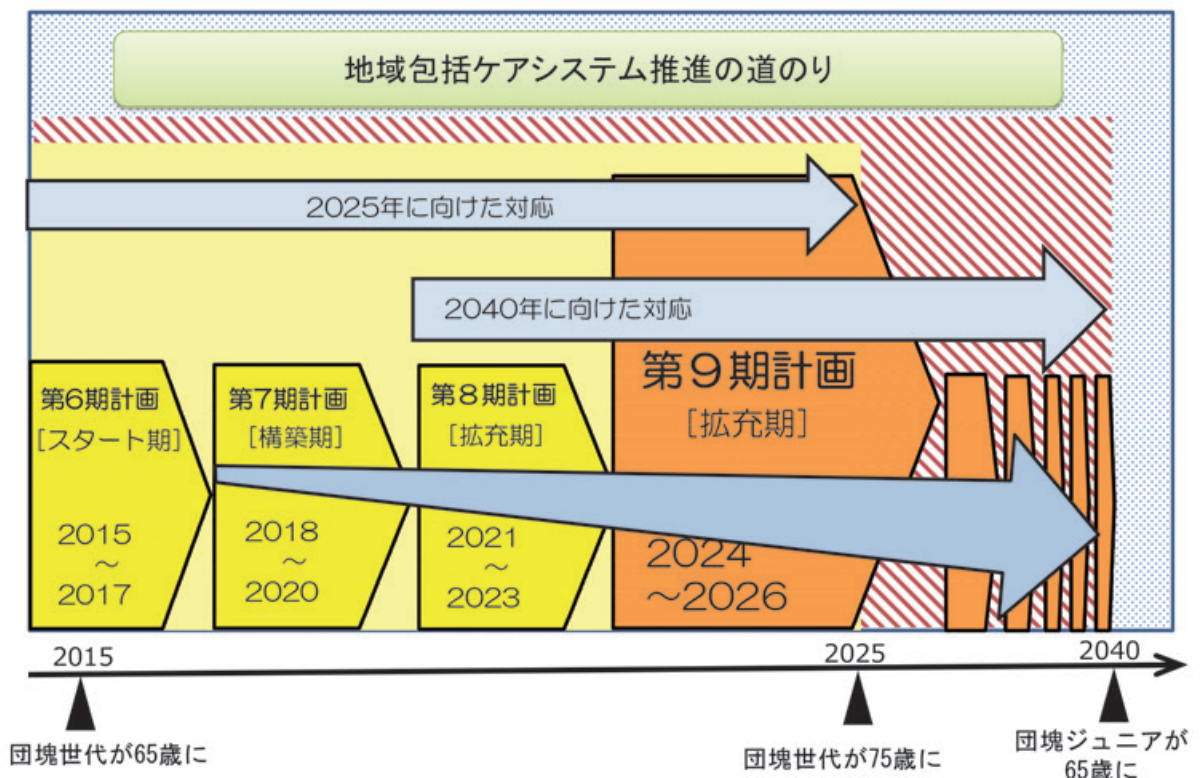 地域包括ケアシステム推進の道のり
2025年に向けた対応
2040年に向けた対応
第6期計画
[スタート期]
2015
～
2017
第7期計画
[構築期]
2018
～
2020
第8期計画
[拡充期]
2021
～
2023
第9期計画
[拡充期]
2024
～2026
2015
2025
2040
団塊世代が65歳に
団塊世代が75歳に
団塊ジュニアが
65歳に